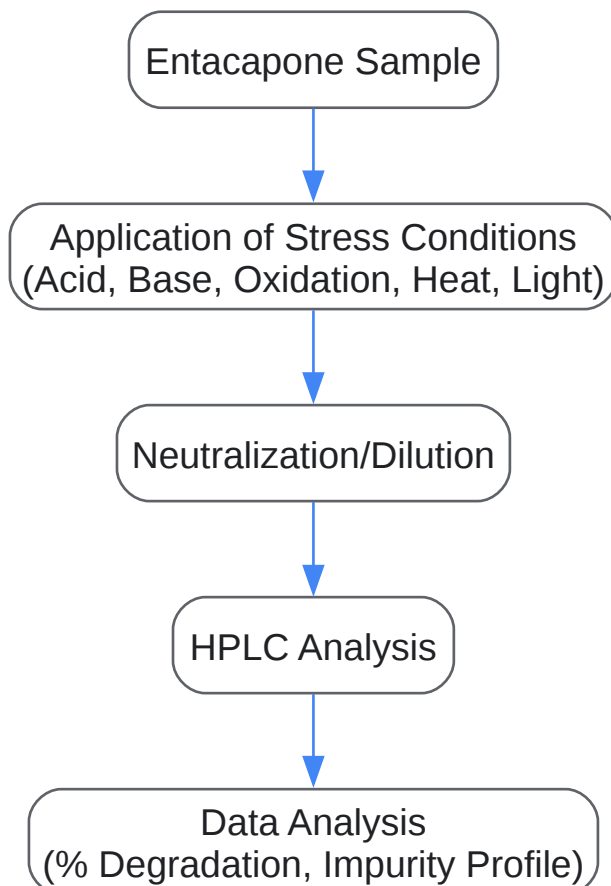 Entacapone Sample
Application of Stress Conditions
(Acid, Base, Oxidation, Heat, Light)
Neutralization/Dilution
HPLC Analysis
Data Analysis
(% Degradation, Impurity Profile)